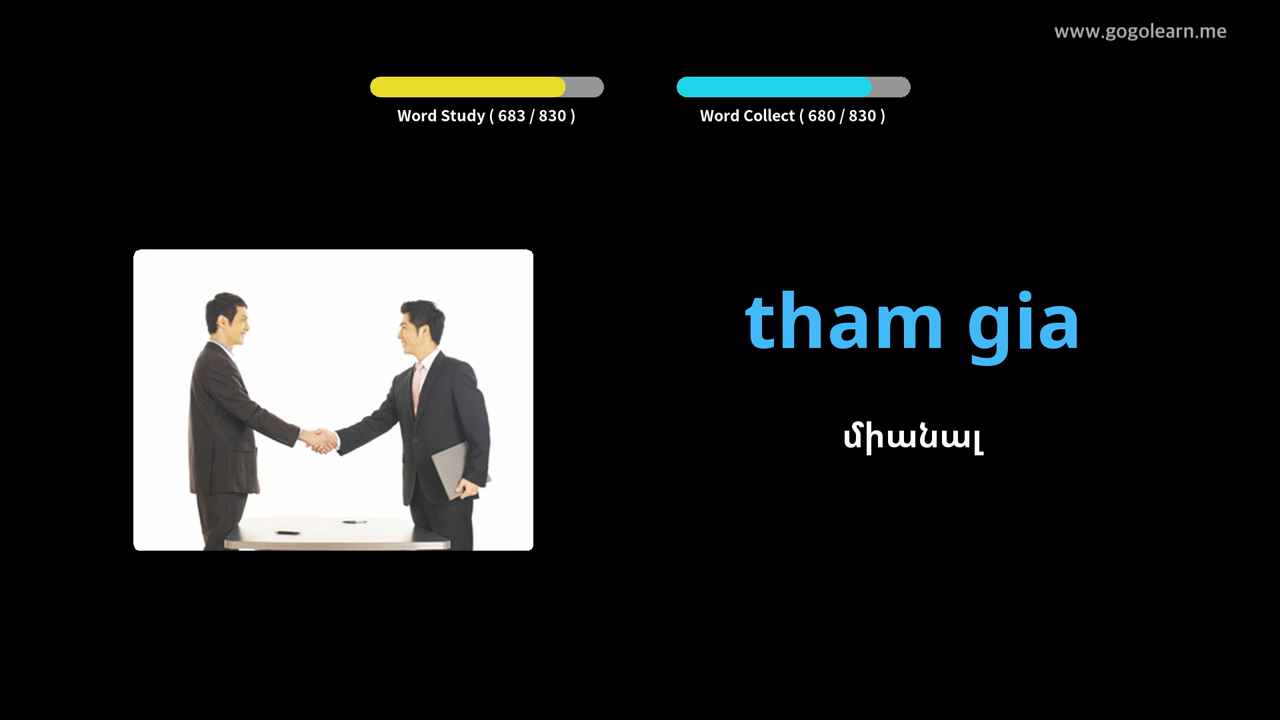 www.gogolearn.me
Word Study ( 683 / 830 )
Word Collect ( 680 / 830 )
tham gia
միանալ